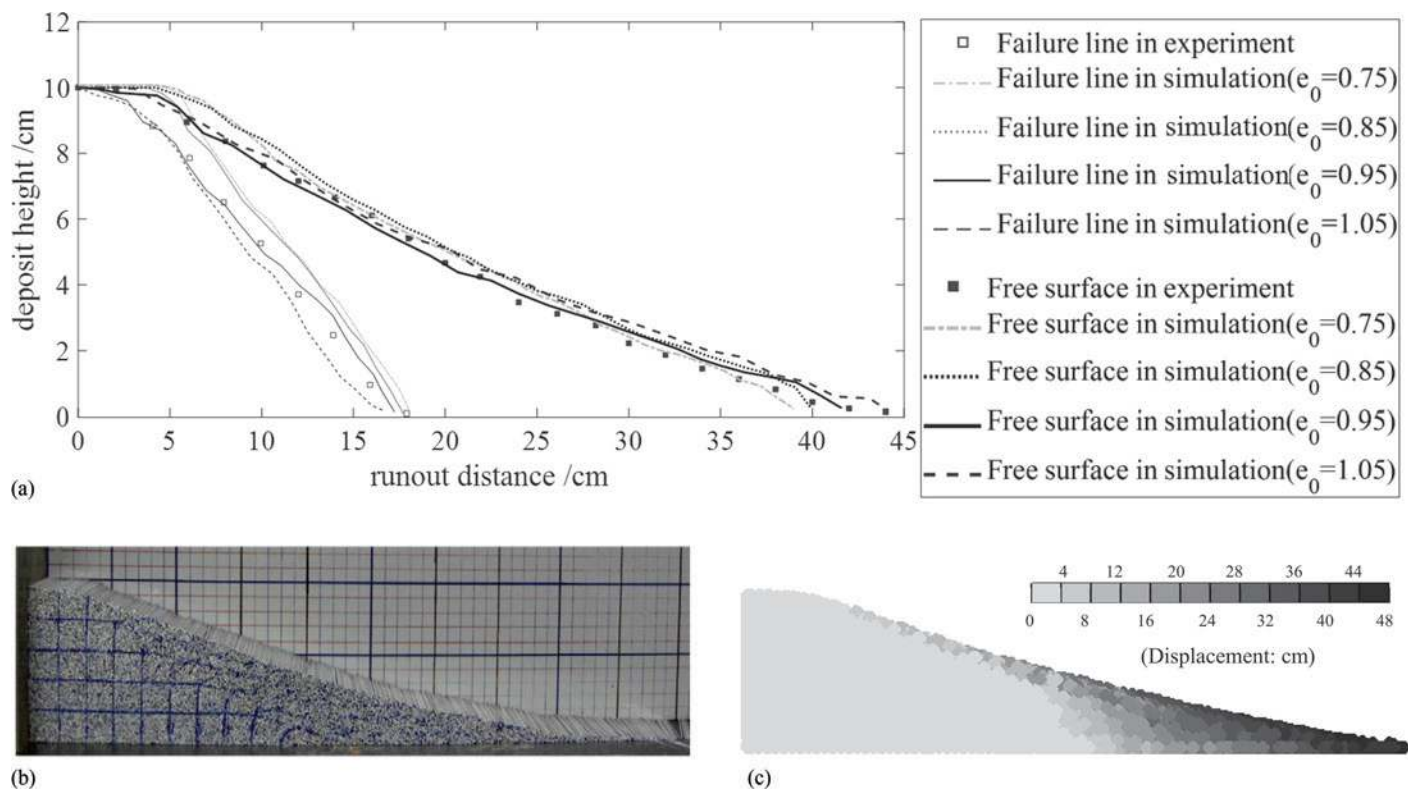 12
10
8
6
4
2
0
deposit height /cm
0 5 10 15 20 25 30 35 40 45
runout distance /cm
(a)
Failure line in experiment
Failure line in simulation(e0=0.75)
Failure line in simulation(e0=0.85)
Failure line in simulation(e0=0.95)
Failure line in simulation(e0=1.05)
Free surface in experiment
Free surface in simulation(e0=0.75)
Free surface in simulation(e0=0.85)
Free surface in simulation(e0=0.95)
Free surface in simulation(e0=1.05)
(b)
4 12 20 28 36 44
0 8 16 24 32 40 48
(Displacement: cm)
(c)